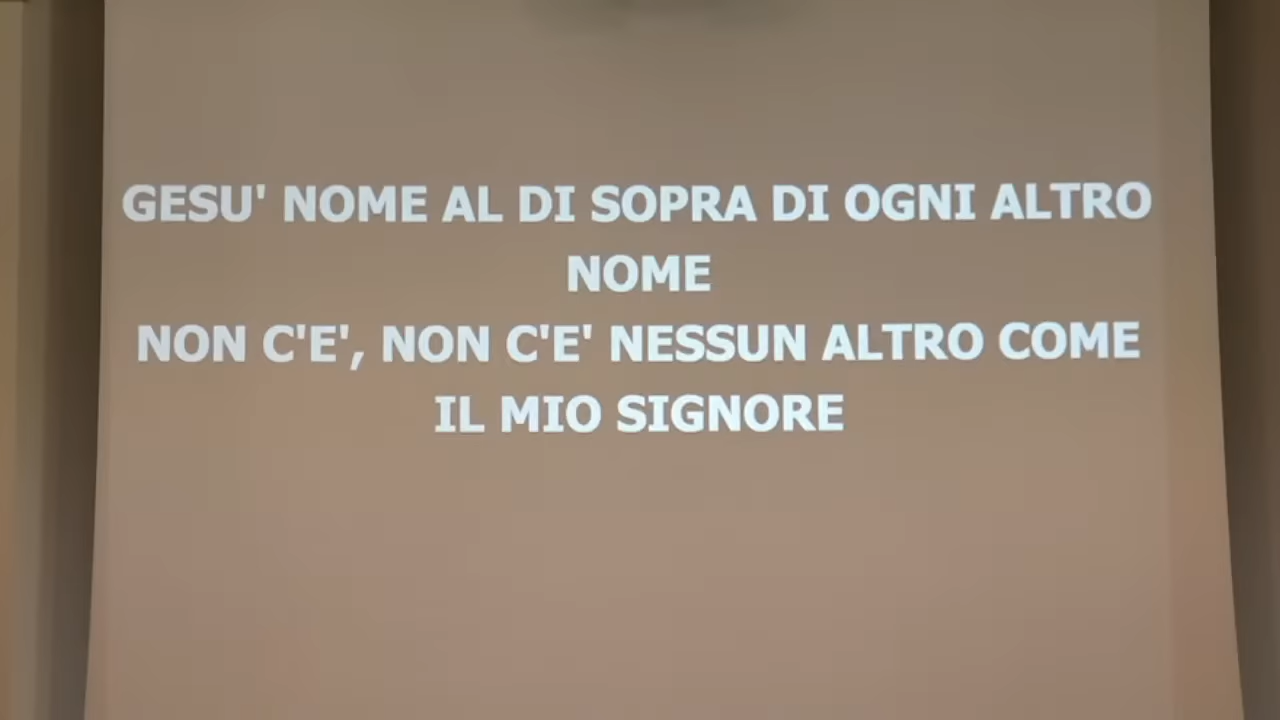 GESU' NOME AL DI SOPRA DI OGNI ALTRO
NOME
NON C'E', NON C'E' NESSUN ALTRO COME
IL MIO SIGNORE